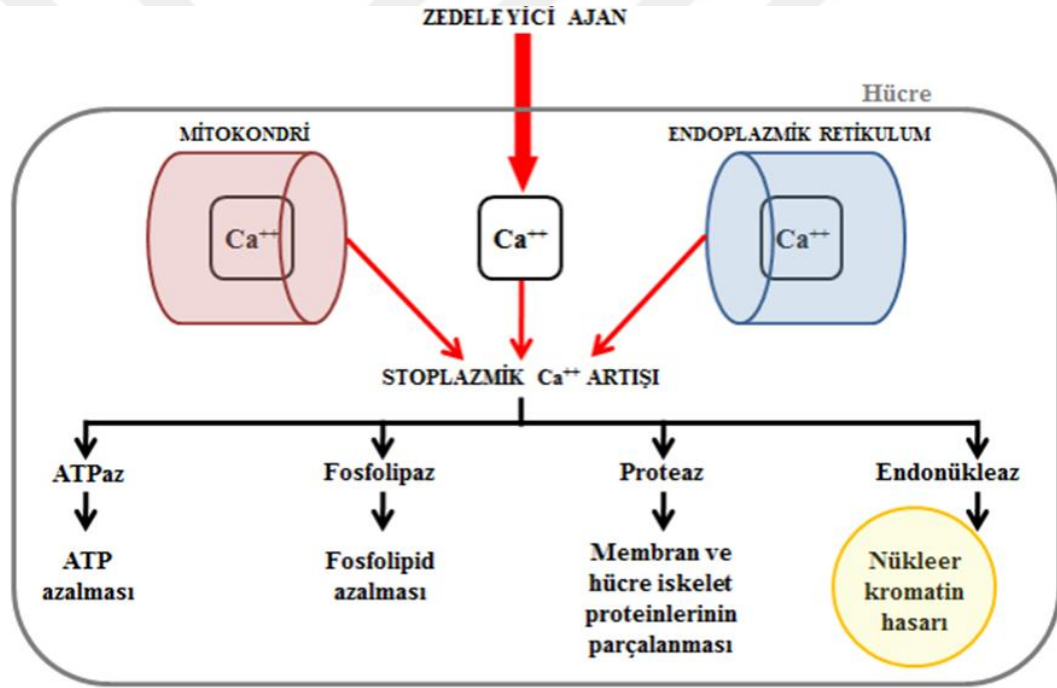 ZEDELEYİCİ AJAN
Hücre
MİTOKONDRİ
ENDOPLAZMİK RETİKULUM
Ca⁺⁺
Ca⁺⁺
Ca⁺⁺
STOPLAZMİK Ca⁺⁺ ARTIŞI
ATPaz
Fosfolipaz
Proteaz
Endonükleaz
ATP
azalması
Fosfolipid
azalması
Membran ve
hücre iskelet
proteinlerinin
parçalanması
Nükleer
kromatin
hasarı